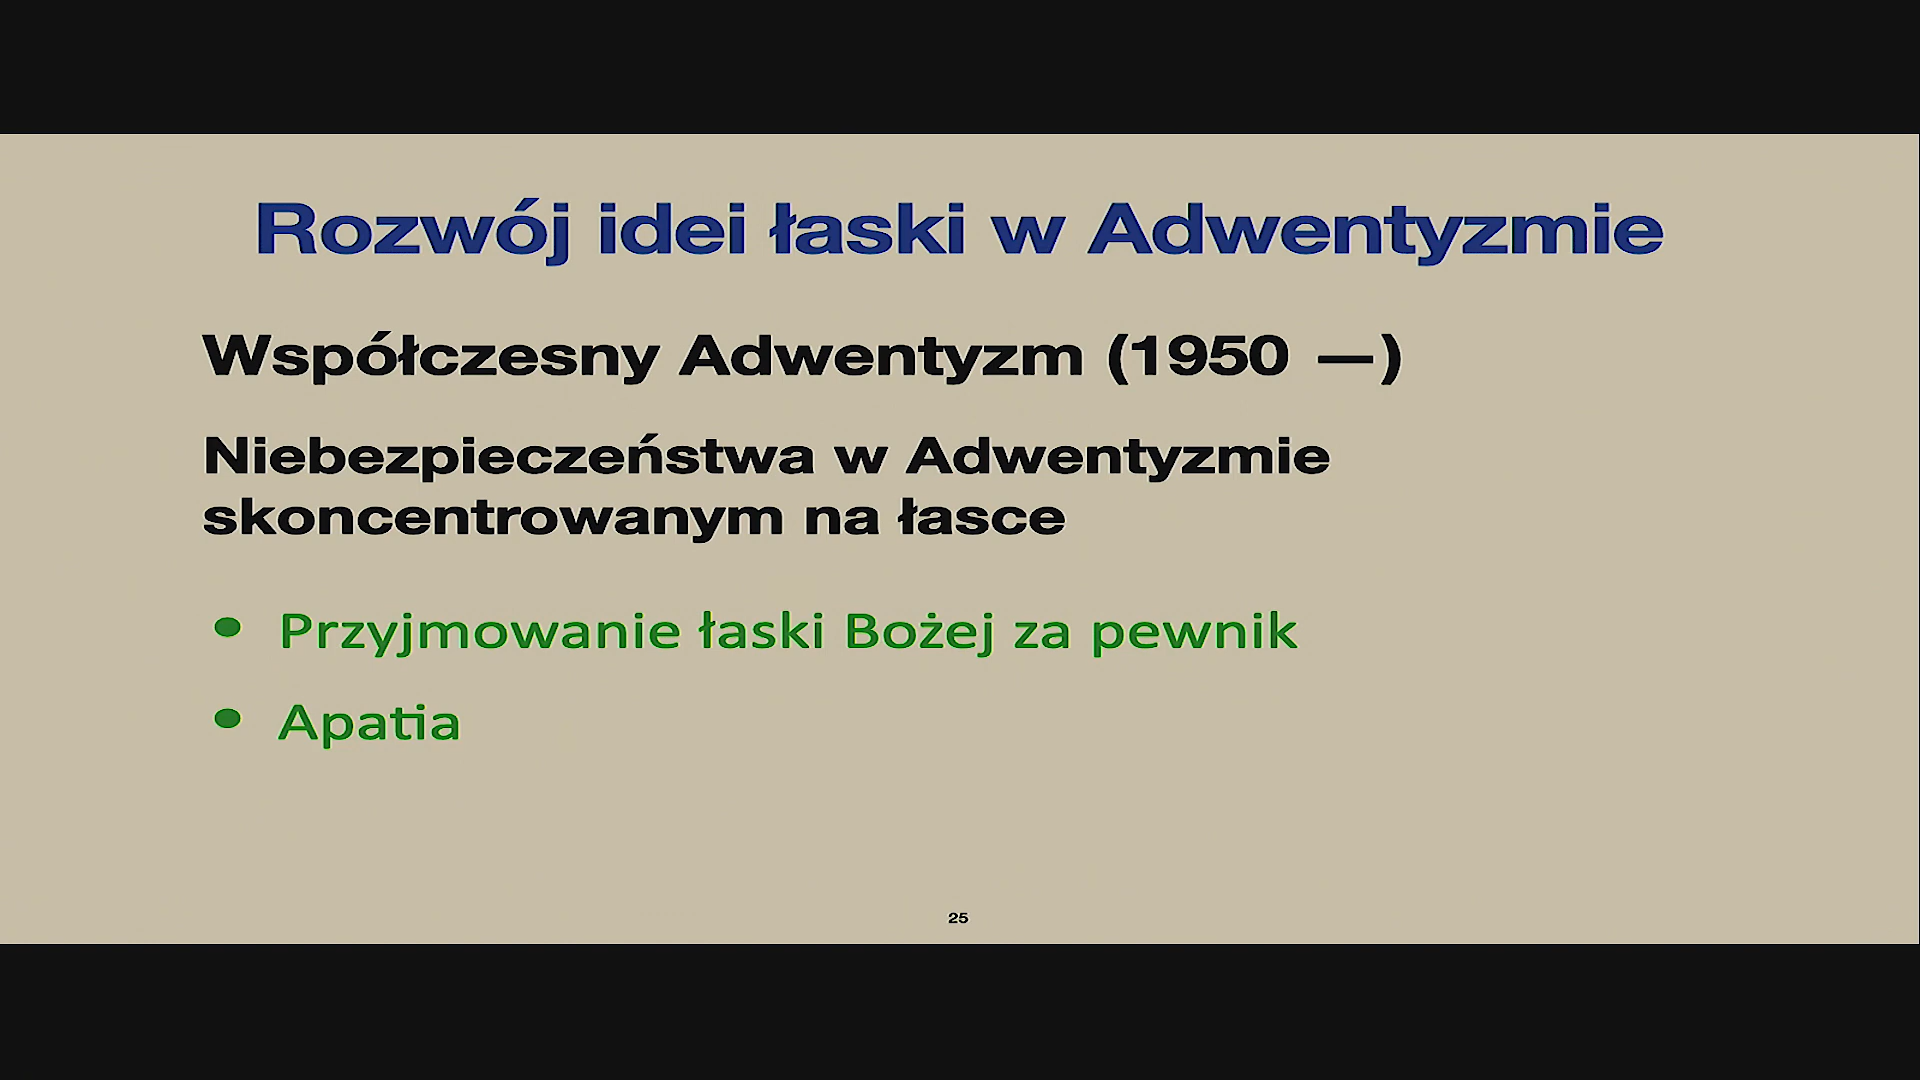 Rozwój idei łaski w Adwentyzmie
Współczesny Adwentyzm (1950 —)
Niebezpieczeństwa w Adwentyzmie
skoncentrowanym na łasce
• Przyjmowanie łaski Bożej za pewnik
• Apatia
25